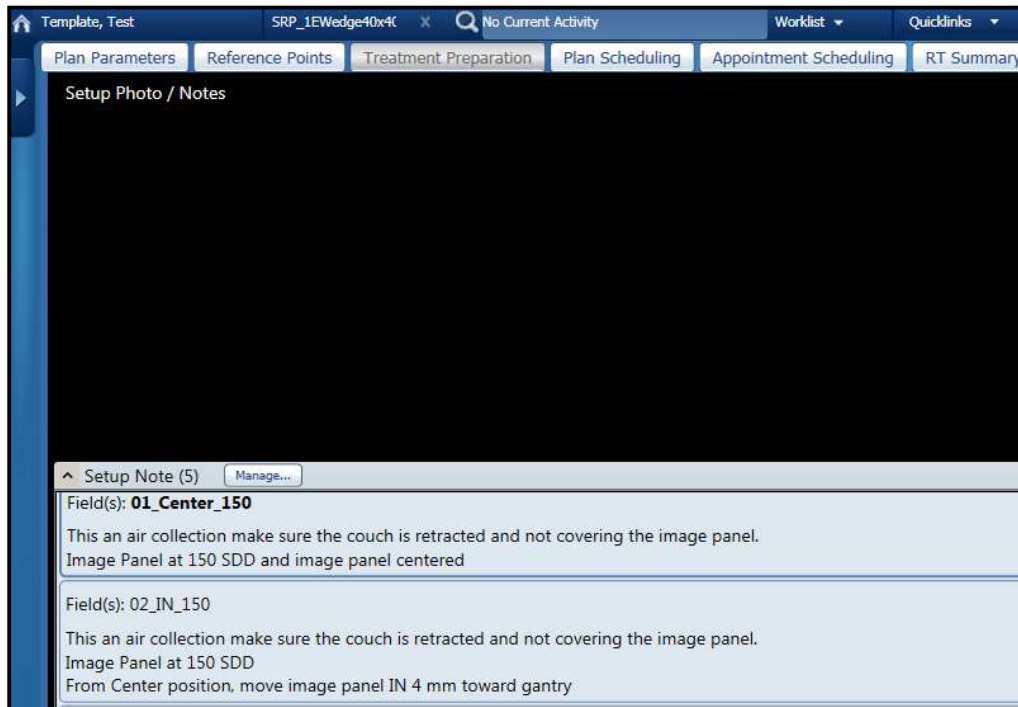 Template, Test SRP_1EWedge40x4( X No Current Activity Worklist Quicklinks
Plan Parameters Reference Points Treatment Preparation Plan Scheduling Appointment Scheduling RT Summary
Setup Photo / Notes
Setup Note (5) Manage...
Field(s): 01_Center_150
This an air collection make sure the couch is retracted and not covering the image panel.
Image Panel at 150 SDD and image panel centered
Field(s): 02_IN_150
This an air collection make sure the couch is retracted and not covering the image panel.
Image Panel at 150 SDD
From Center position, move image panel IN 4 mm toward gantry